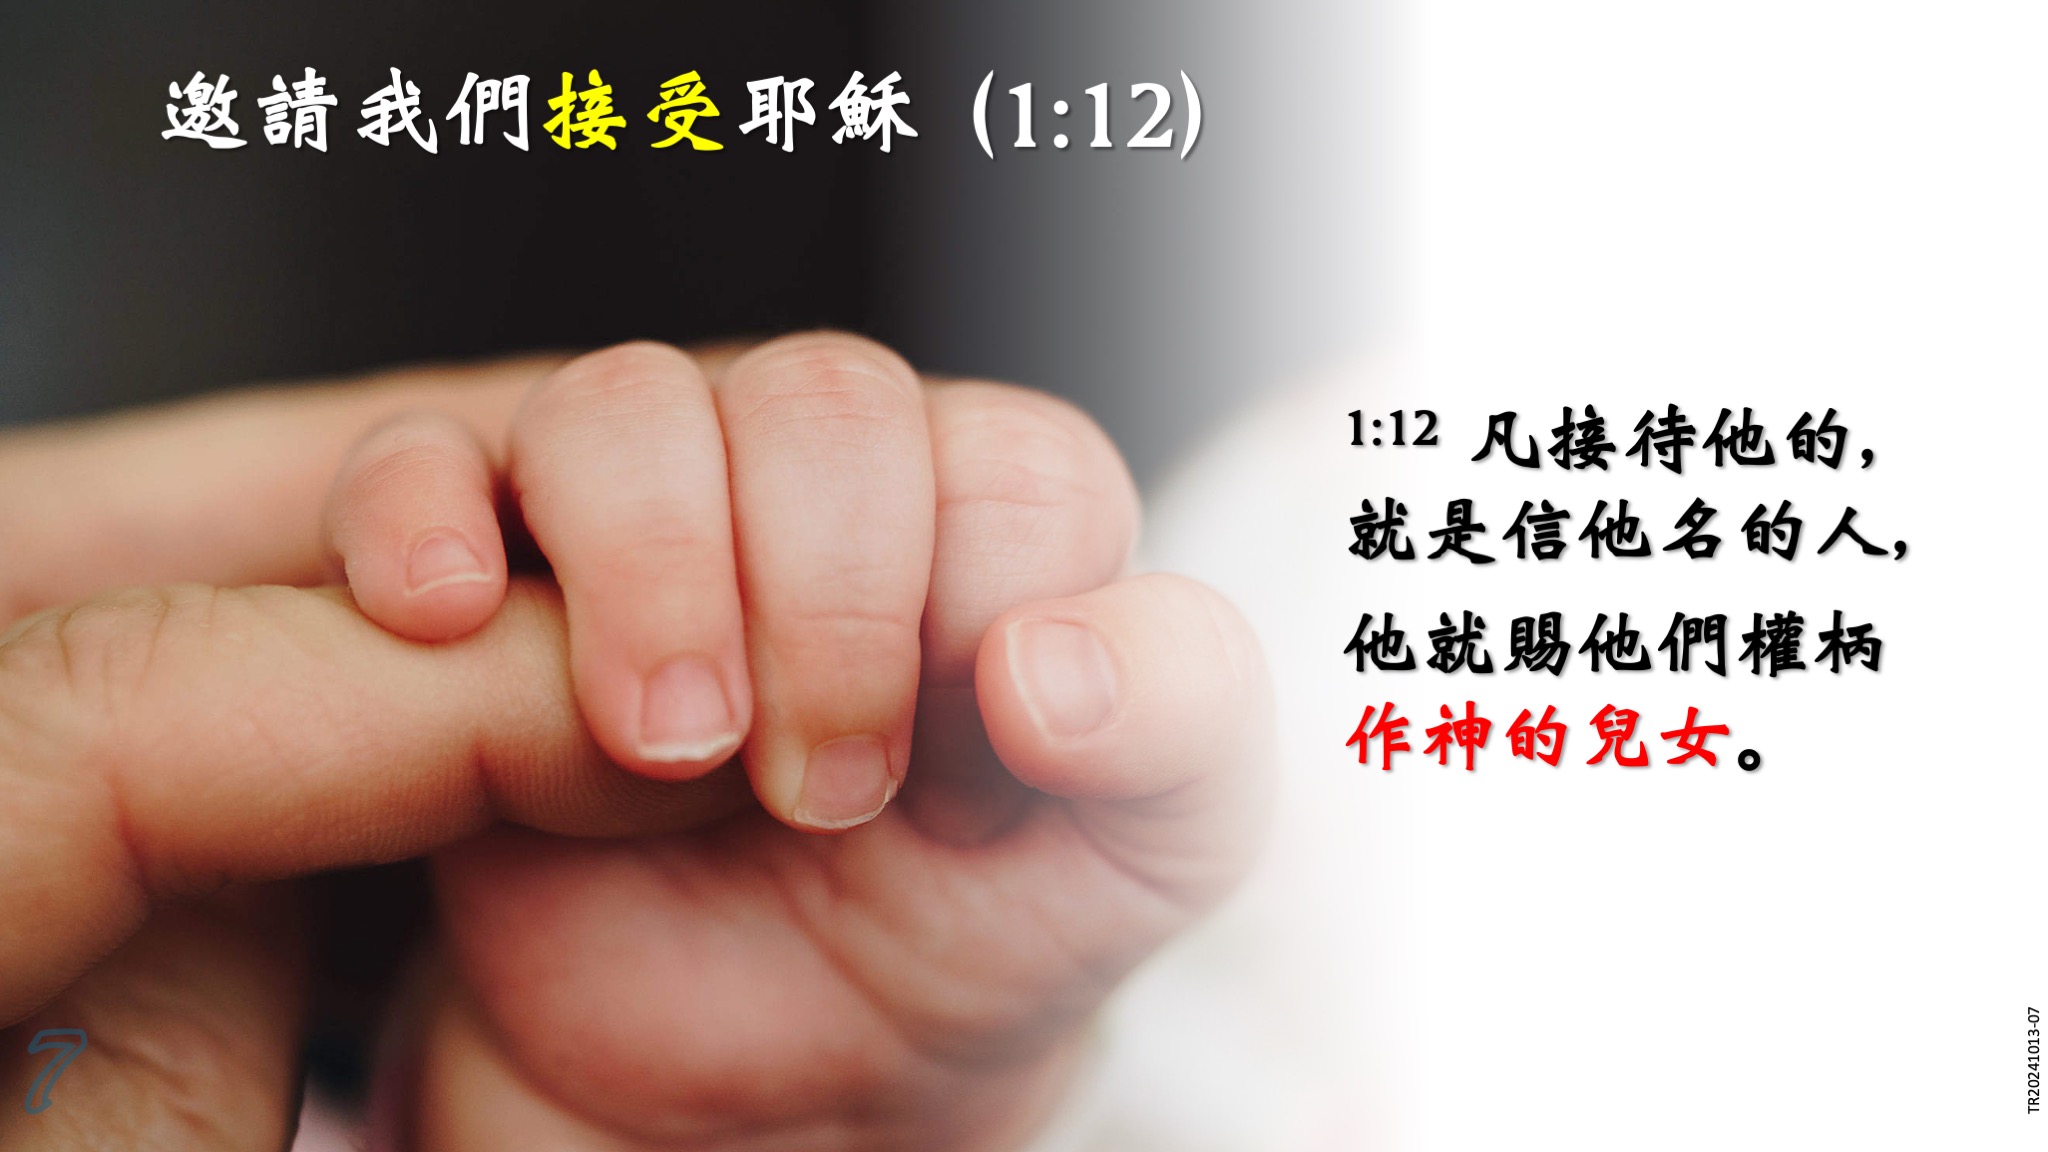 邀請我們接受耶穌 (1:12)
1:12 凡接待他的,
就是信他名的人,
他就賜他們權柄
作神的兒女。
7
TR20241013-07